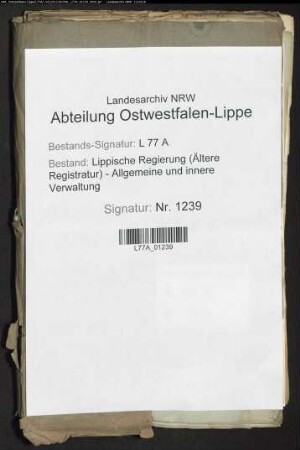 Landesarchiv NRW
Abteilung Ostwestfalen-Lippe
Bestands-Signatur: L 77 A
Bestand: Lippische Regierung (Ältere
Registratur) - Allgemeine und innere
Verwaltung
Signatur: Nr. 1239
L77A_01239